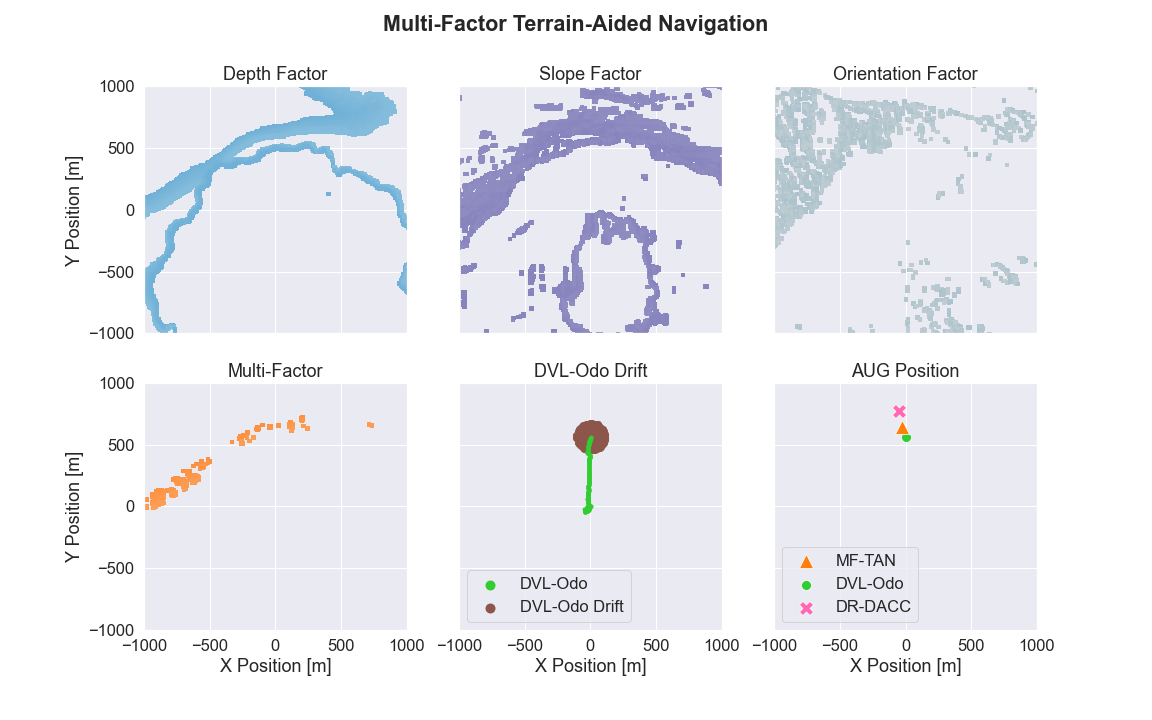 Multi-Factor Terrain-Aided Navigation
Depth Factor
Slope Factor
Orientation Factor
1000
500
0
−500
−1000
Y Position [m]
Multi-Factor
DVL-Odo Drift
AUG Position
1000
500
0
−500
−1000
Y Position [m]
DVL-Odo
DVL-Odo Drift
MF-TAN
DVL-Odo
DR-DACC
−1000 −500 0 500 1000
−1000 −500 0 500 1000
−1000 −500 0 500 1000
X Position [m]
X Position [m]
X Position [m]